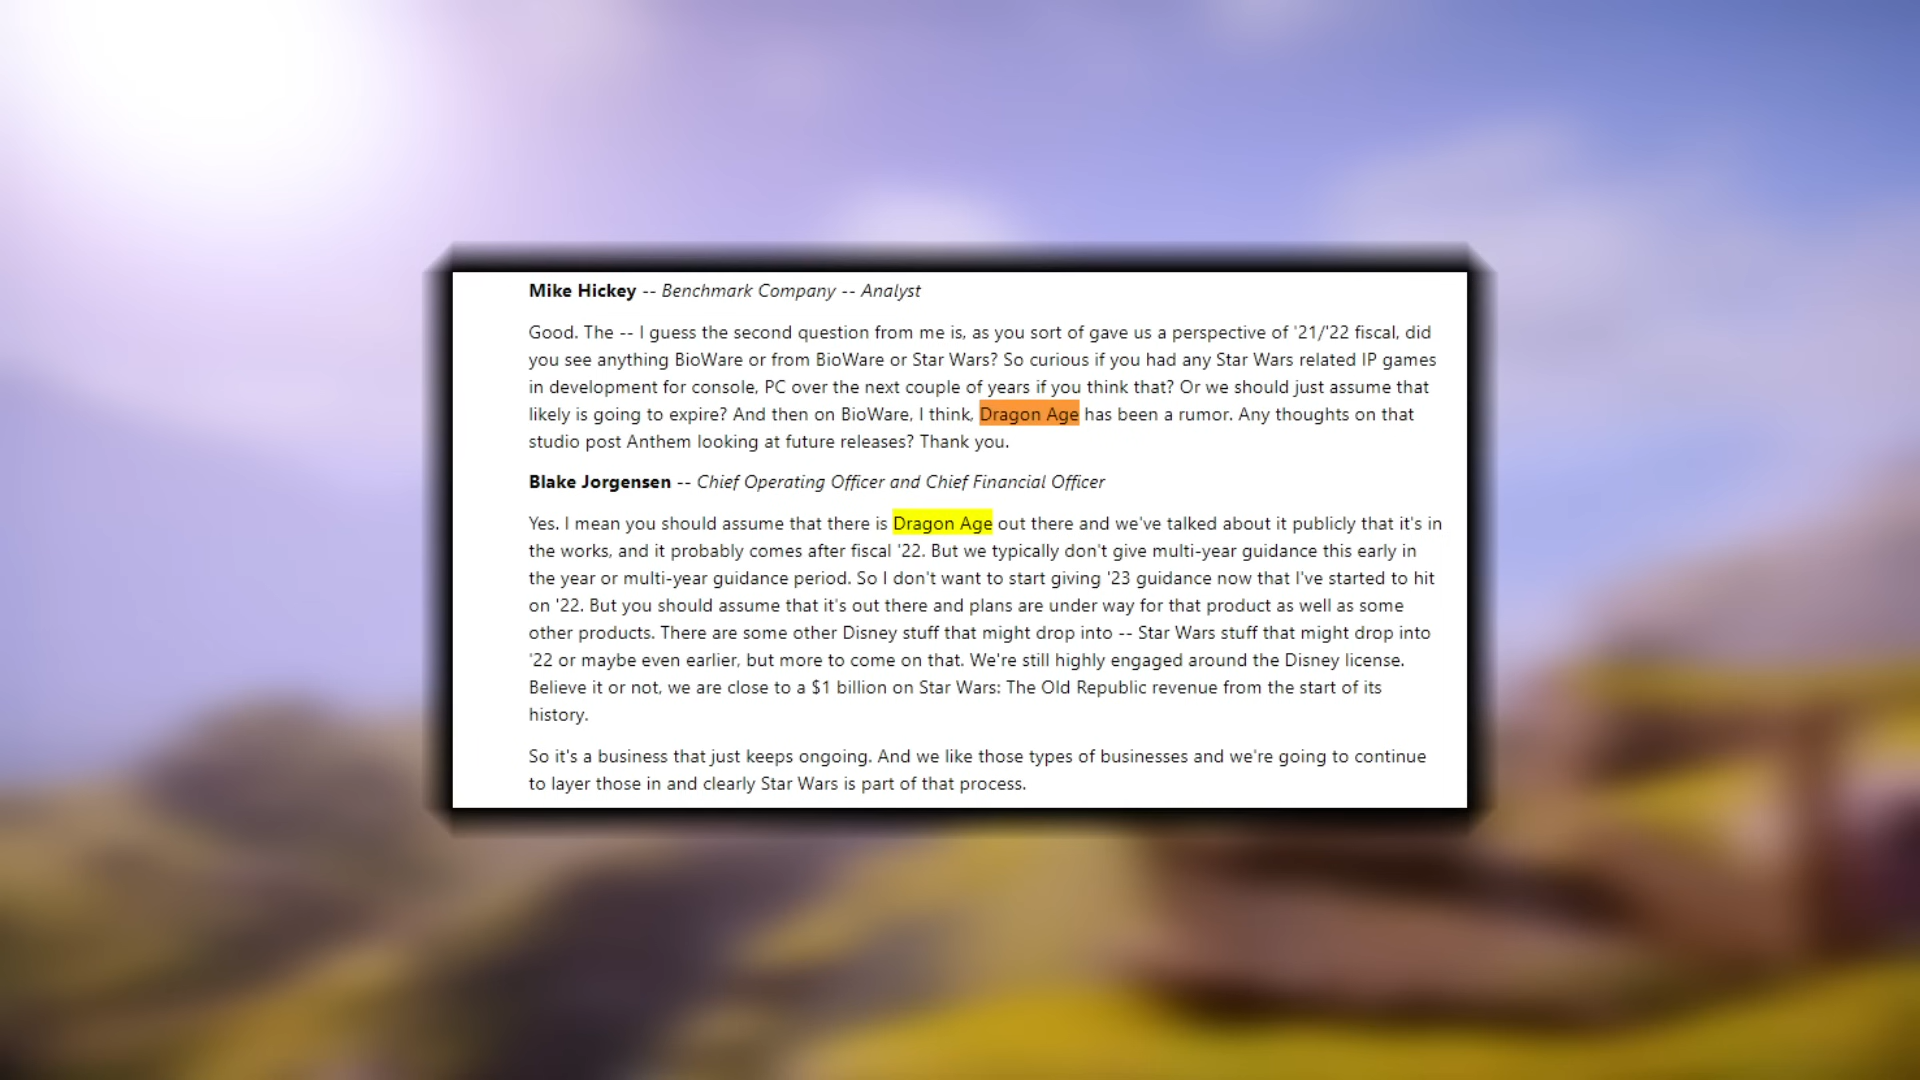 Mike Hickey -- Benchmark Company -- Analyst
Good. The -- I guess the second question from me is, as you sort of gave us a perspective of '21/'22 fiscal, did
you see anything BioWare or from BioWare or Star Wars? So curious if you had any Star Wars related IP games
in development for console, PC over the next couple of years if you think that? Or we should just assume that
likely is going to expire? And then on BioWare, I think, Dragon Age has been a rumor. Any thoughts on that
studio post Anthem looking at future releases? Thank you.
Blake Jorgensen -- Chief Operating Officer and Chief Financial Officer
Yes. I mean you should assume that there is Dragon Age out there and we've talked about it publicly that it's in
the works, and it probably comes after fiscal '22. But we typically don't give multi-year guidance this early in
the year or multi-year guidance period. So I don't want to start giving '23 guidance now that I've started to hit
on '22. But you should assume that it's out there and plans are under way for that product as well as some
other products. There are some other Disney stuff that might drop into -- Star Wars stuff that might drop into
'22 or maybe even earlier, but more to come on that. We're still highly engaged around the Disney license.
Believe it or not, we are close to a $1 billion on Star Wars: The Old Republic revenue from the start of its
history.
So it's a business that just keeps ongoing. And we like those types of businesses and we're going to continue
to layer those in and clearly Star Wars is part of that process.